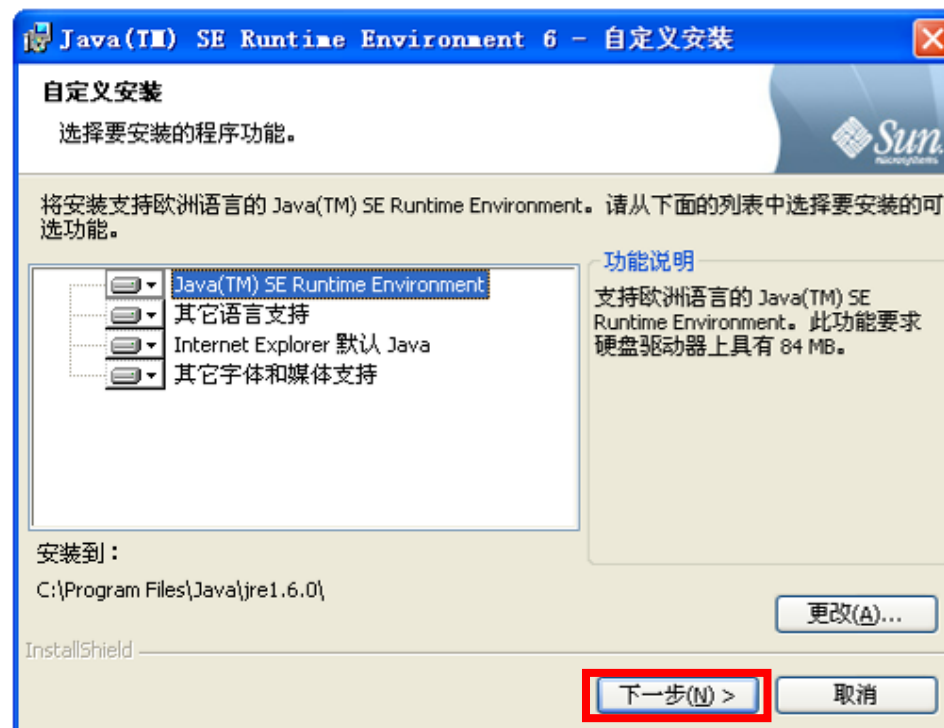 Java(TM) SE Runtime Environment 6 - 自定义安装
自定义安装
选择要安装的程序功能。
Sun
microsystems
将安装支持欧洲语言的 Java(TM) SE Runtime Environment。请从下面的列表中选择要安装的可
选功能。
Java(TM) SE Runtime Environment
其它语言支持
Internet Explorer 默认 Java
其它字体和媒体支持
功能说明
支持欧洲语言的 Java(TM) SE
Runtime Environment。此功能要求
硬盘驱动器上具有 84 MB。
安装到：
C:\Program Files\Java\jre1.6.0\
更改(A)...
InstallShield
下一步(N) >
取消